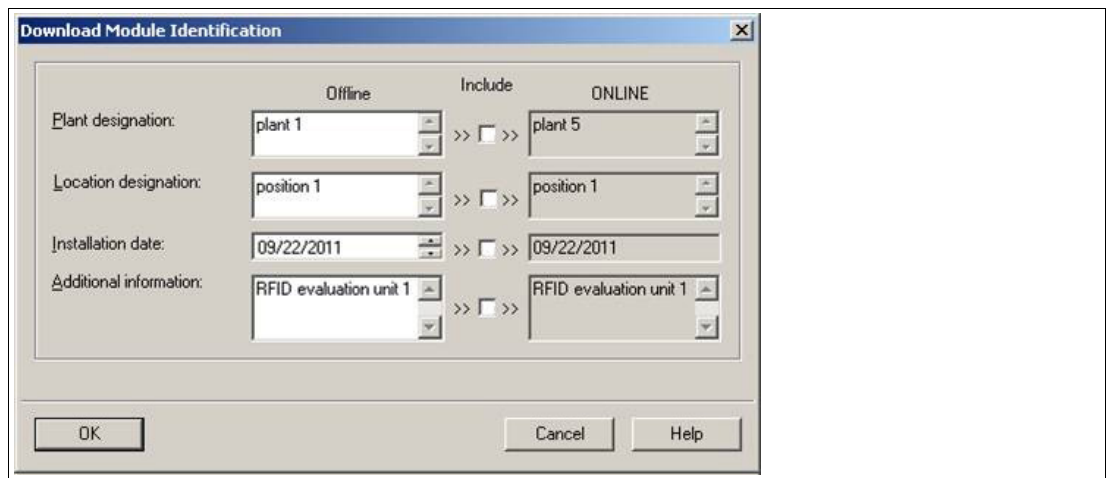 Download Module Identification
Offline Include ONLINE
Plant designation: plant 1 >> >> plant 5
Location designation: position 1 >> >> position 1
Installation date: 09/22/2011 >> >> 09/22/2011
Additional information: RFID evaluation unit 1 >> >> RFID evaluation unit 1
OK Cancel Help